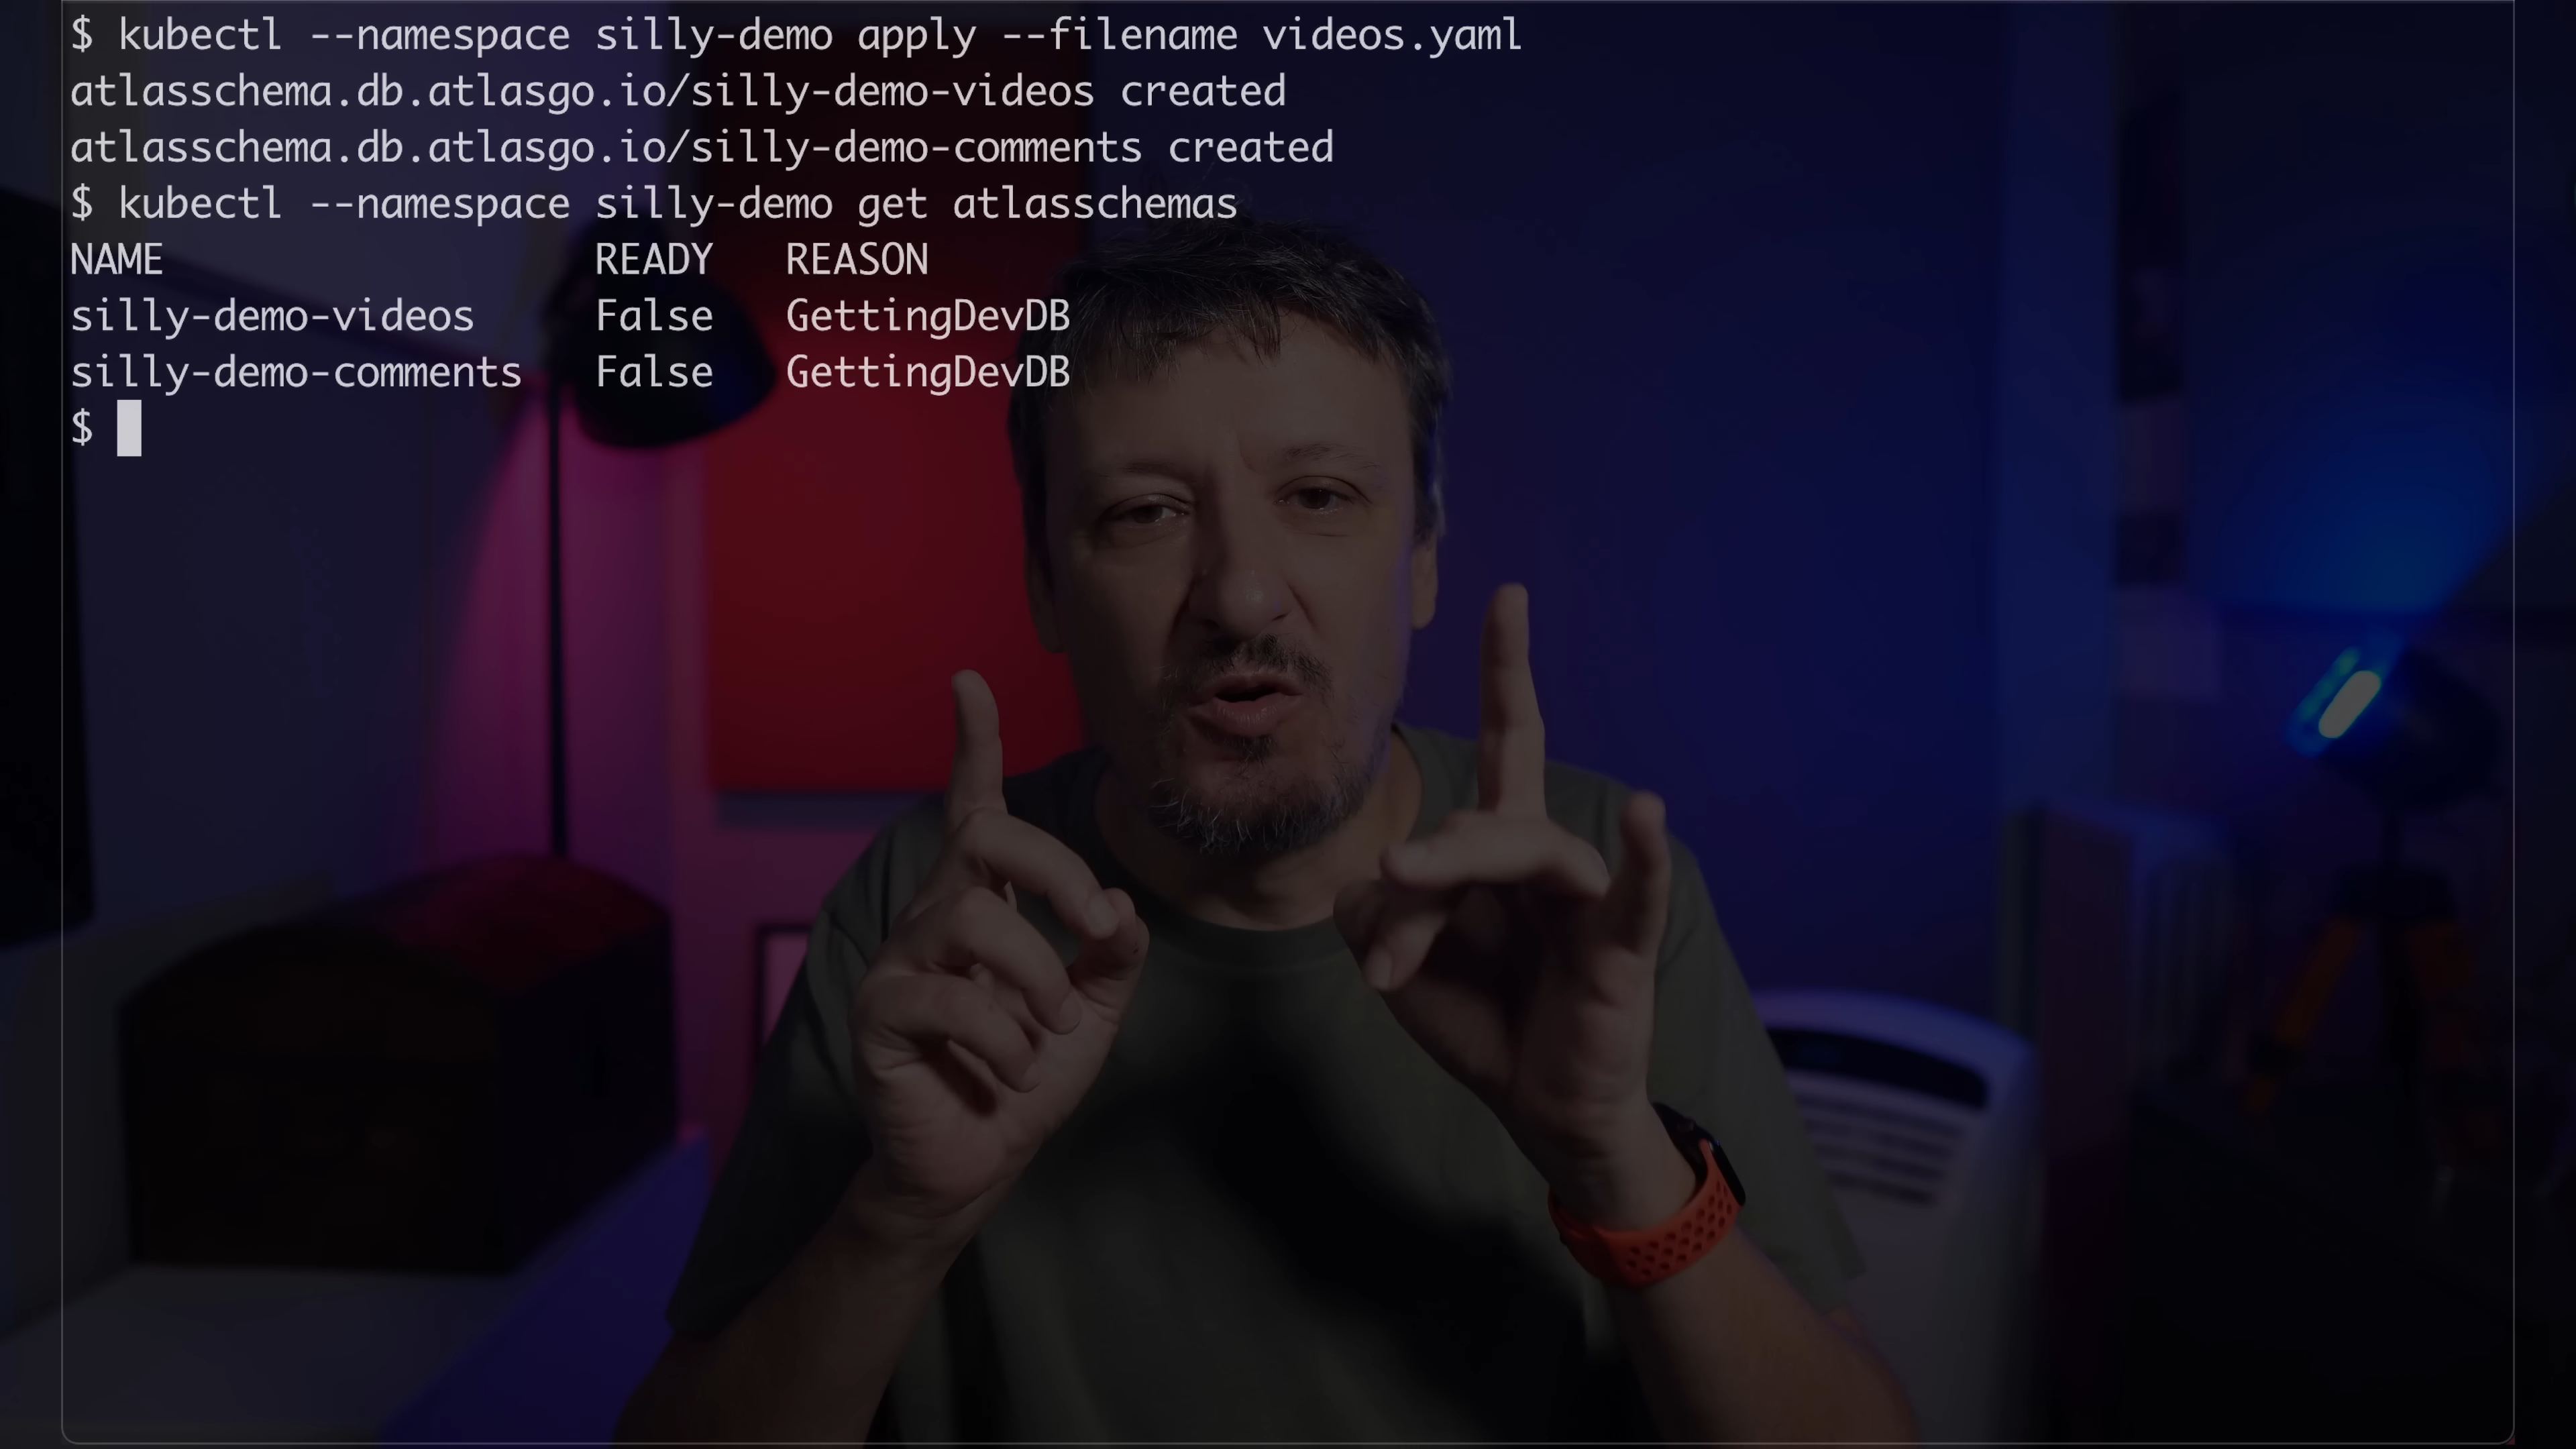 $ kubectl --namespace silly-demo apply --filename videos.yaml
atlasschema.db.atlasgo.io/silly-demo-videos created
atlasschema.db.atlasgo.io/silly-demo-comments created
$ kubectl --namespace silly-demo get atlasschemas
NAME                  READY   REASON
silly-demo-videos     False   GettingDevDB
silly-demo-comments   False   GettingDevDB
$